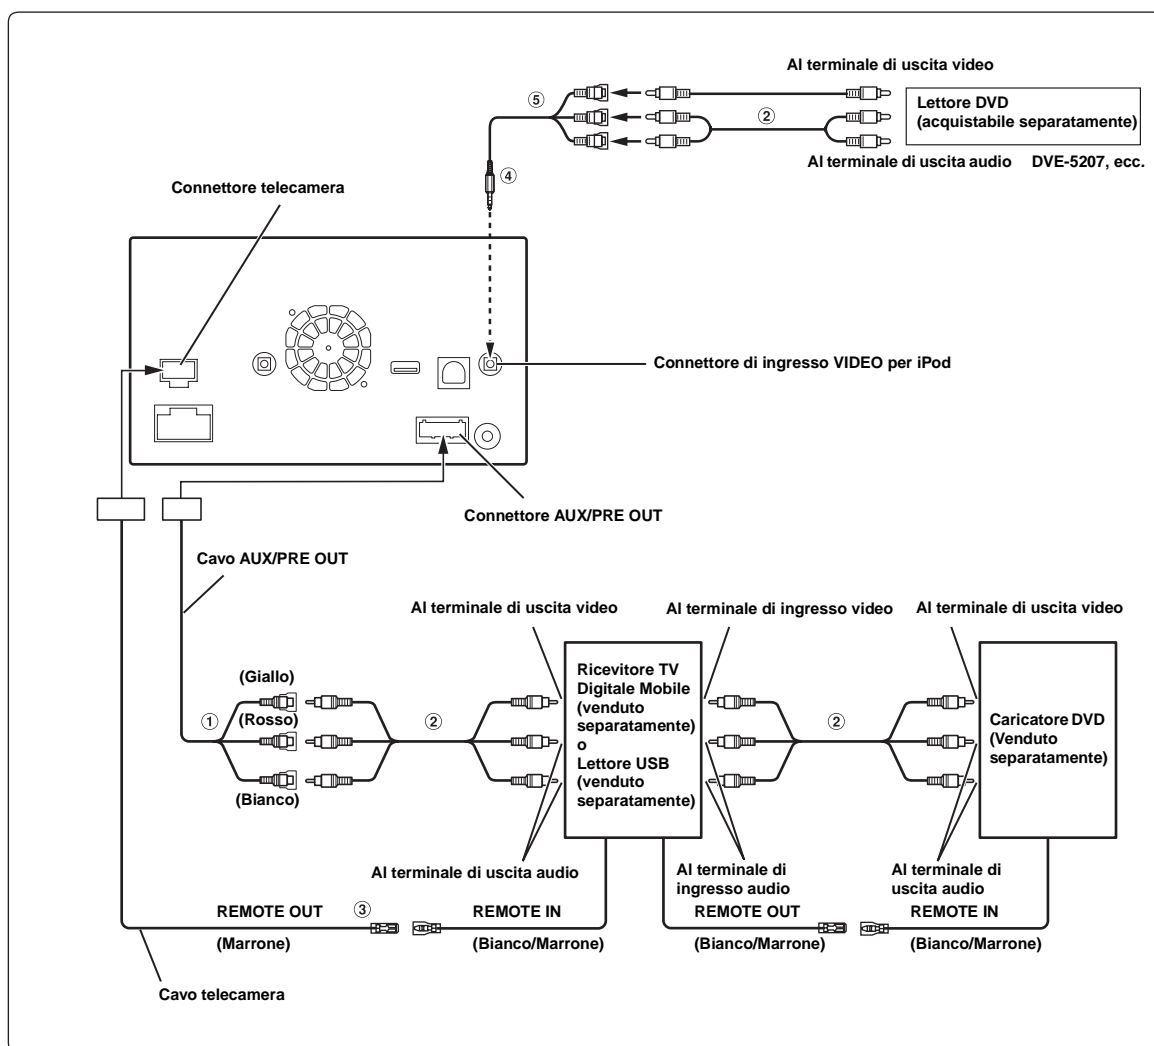 Al terminale di uscita video
⑤
②
Lettore DVD
(acquistabile separatamente)
Al terminale di uscita audio
DVE-5207, ecc.
④
Connettore telecamera
Connettore di ingresso VIDEO per iPod
Connettore AUX/PRE OUT
Cavo AUX/PRE OUT
Al terminale di uscita video
Al terminale di ingresso video
Al terminale di uscita video
(Giallo)
①
(Rosso)
(Bianco)
②
Ricevitore TV
Digitale Mobile
(venduto
separatamente)
o
Lettore USB
(venduto
separatamente)
②
Caricatore DVD
(Venduto
separatamente)
Al terminale di uscita audio
Al terminale di
ingresso audio
Al terminale di
uscita audio
REMOTE OUT
③
(Marrone)
REMOTE IN
(Bianco/Marrone)
REMOTE OUT
(Bianco/Marrone)
REMOTE IN
(Bianco/Marrone)
Cavo telecamera